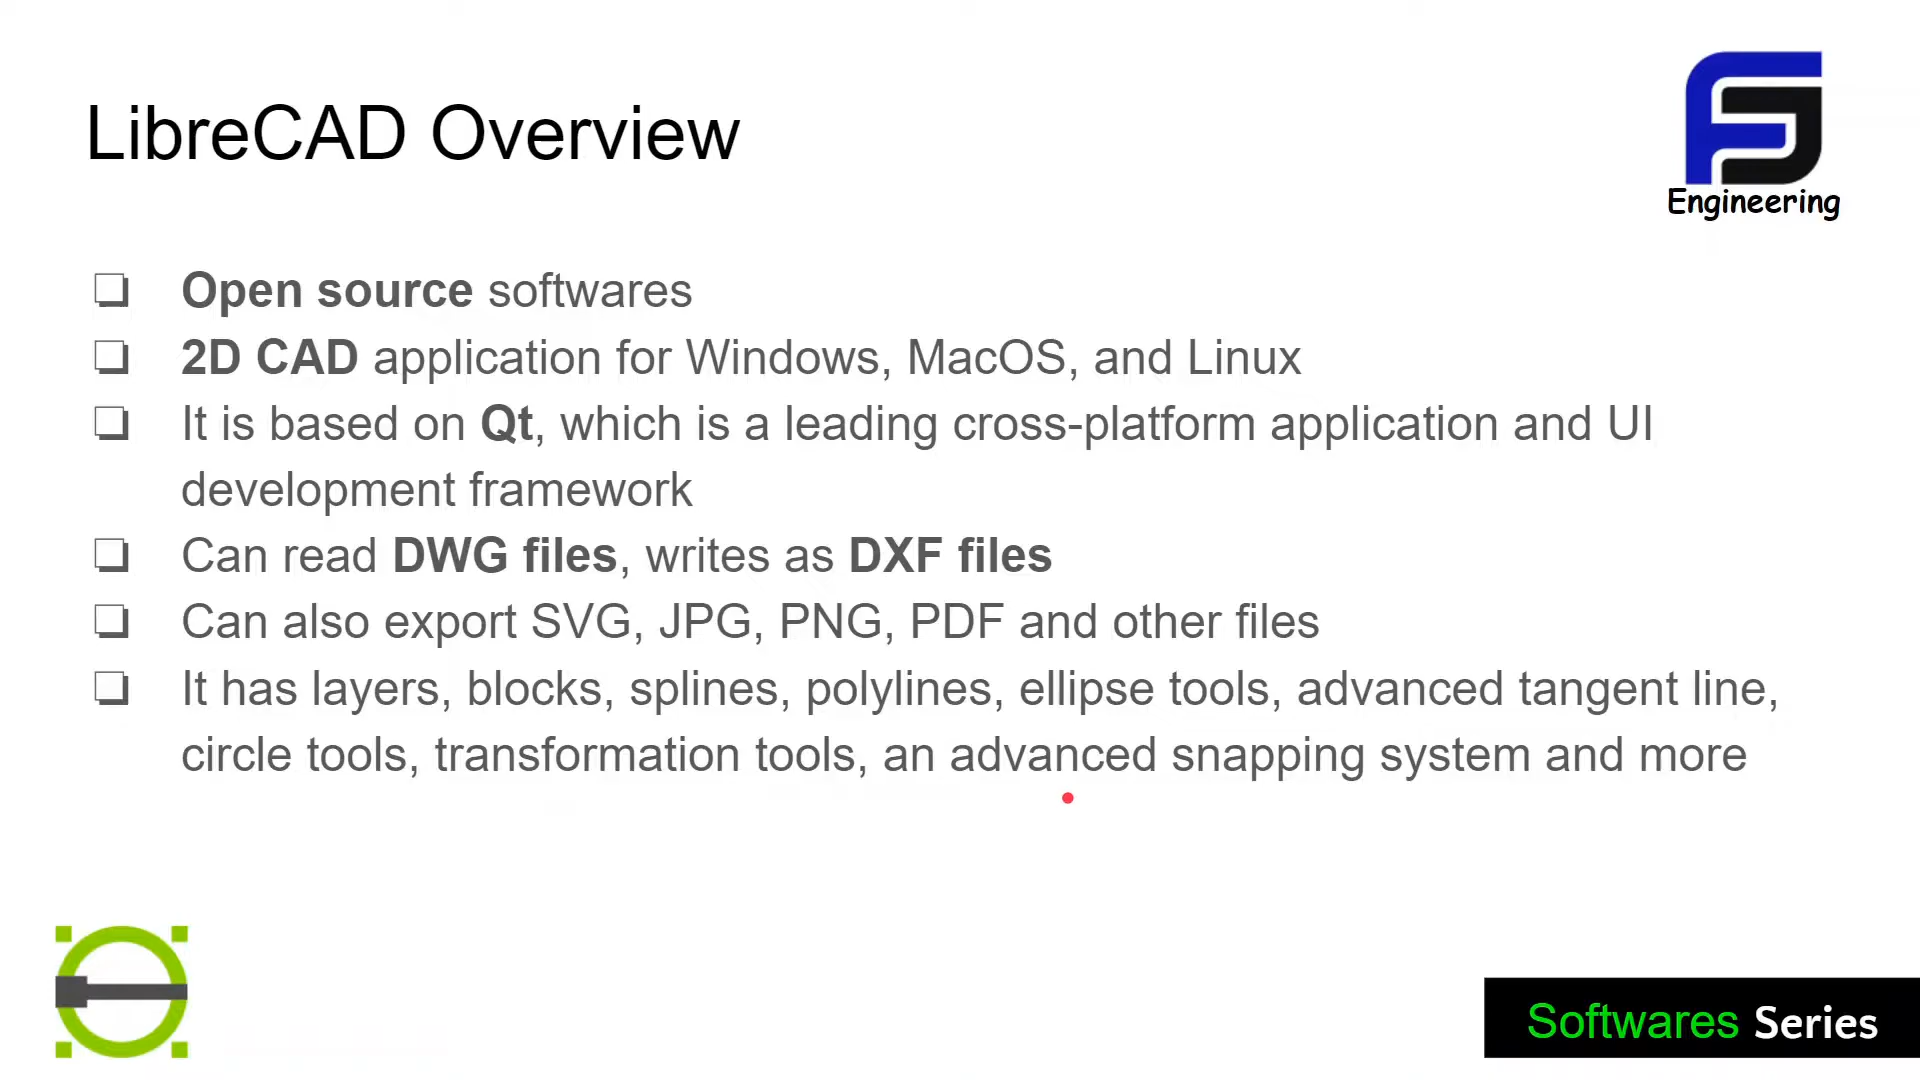 LibreCAD Overview
Engineering
Open source softwares
2D CAD application for Windows, MacOS, and Linux
It is based on Qt, which is a leading cross-platform application and UI
development framework
Can read DWG files, writes as DXF files
Can also export SVG, JPG, PNG, PDF and other files
It has layers, blocks, splines, polylines, ellipse tools, advanced tangent line,
circle tools, transformation tools, an advanced snapping system and more
Softwares Series